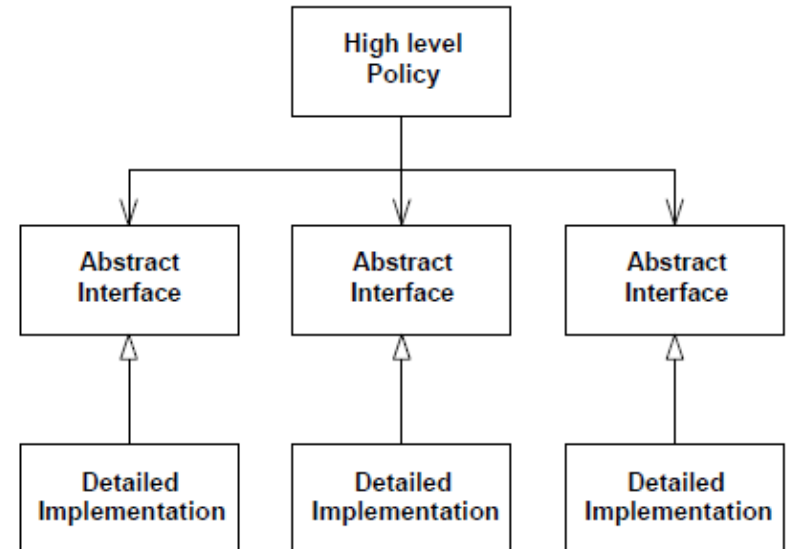 High level
Policy
Abstract
Interface
Abstract
Interface
Abstract
Interface
Detailed
Implementation
Detailed
Implementation
Detailed
Implementation